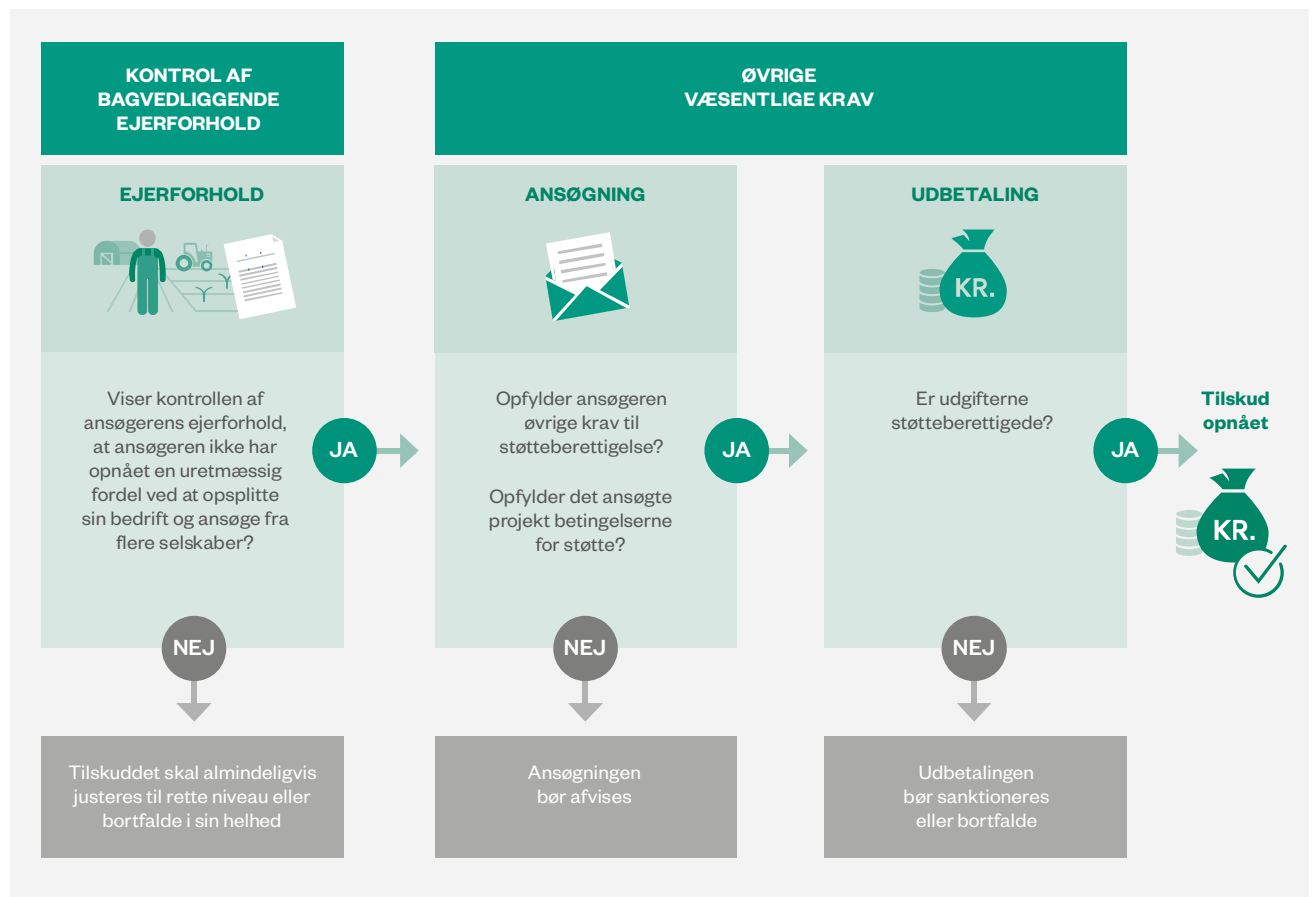 KONTROL AF
BAGVEDLIGGENDE
EJERFORHOLD
ØVRIGE
VÆSENTLIGE KRAV
EJERFORHOLD
Viser kontrollen af
ansøgerens ejerforhold,
at ansøgeren ikke har
opnået en uretmæssig
fordel ved at opsplitte
sin bedrift og ansøge fra
flere selskaber?
JA
NEJ
Tilskuddet skal almindeligvis
justeres til rette niveau eller
bortfalde i sin helhed
ANSØGNING
Opfylder ansøgeren
øvrige krav til
støtteberettigelse?
Opfylder det ansøgte
projekt betingelserne
for støtte?
JA
NEJ
Ansøgningen
bør afvises
UDBETALING
KR.
Er udgifterne
støtteberettigede?
JA
NEJ
Udbetalingen
bør sanktioneres
eller bortfalde
Tilskud
opnået
KR.